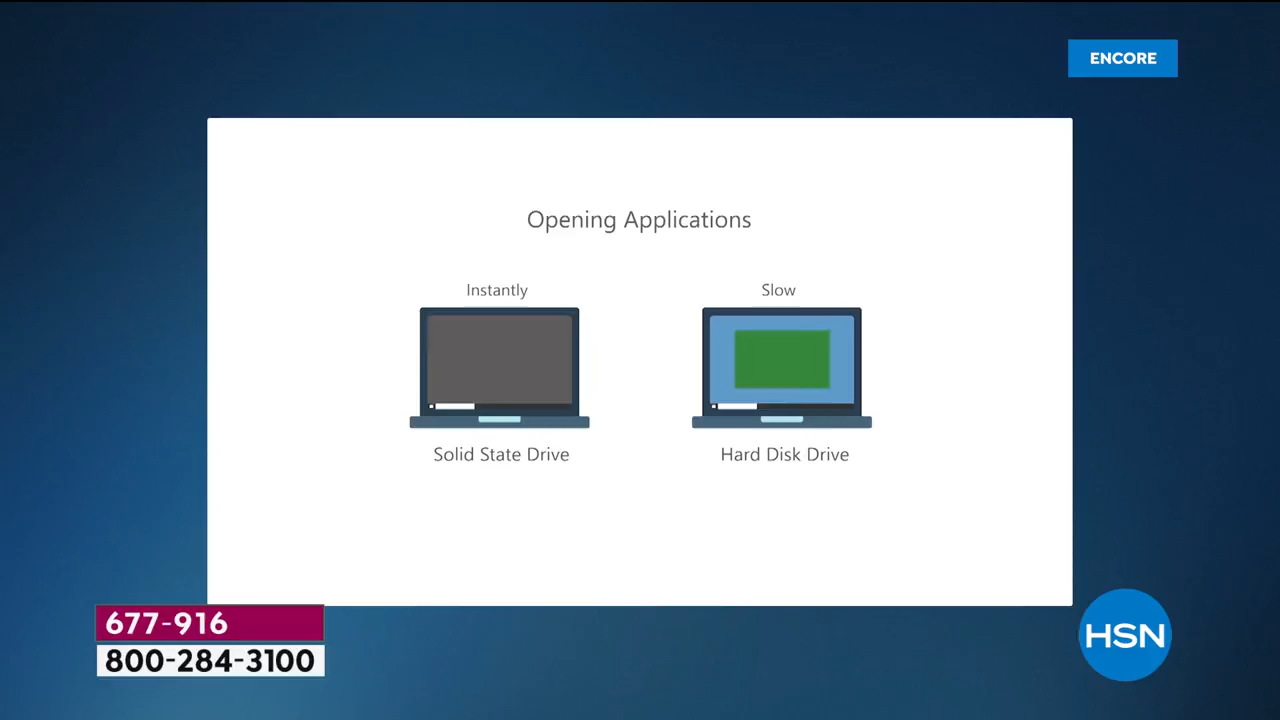 ENCORE
Opening Applications
Instantly
Slow
Solid State Drive
Hard Disk Drive
677-916
800-284-3100
HSN